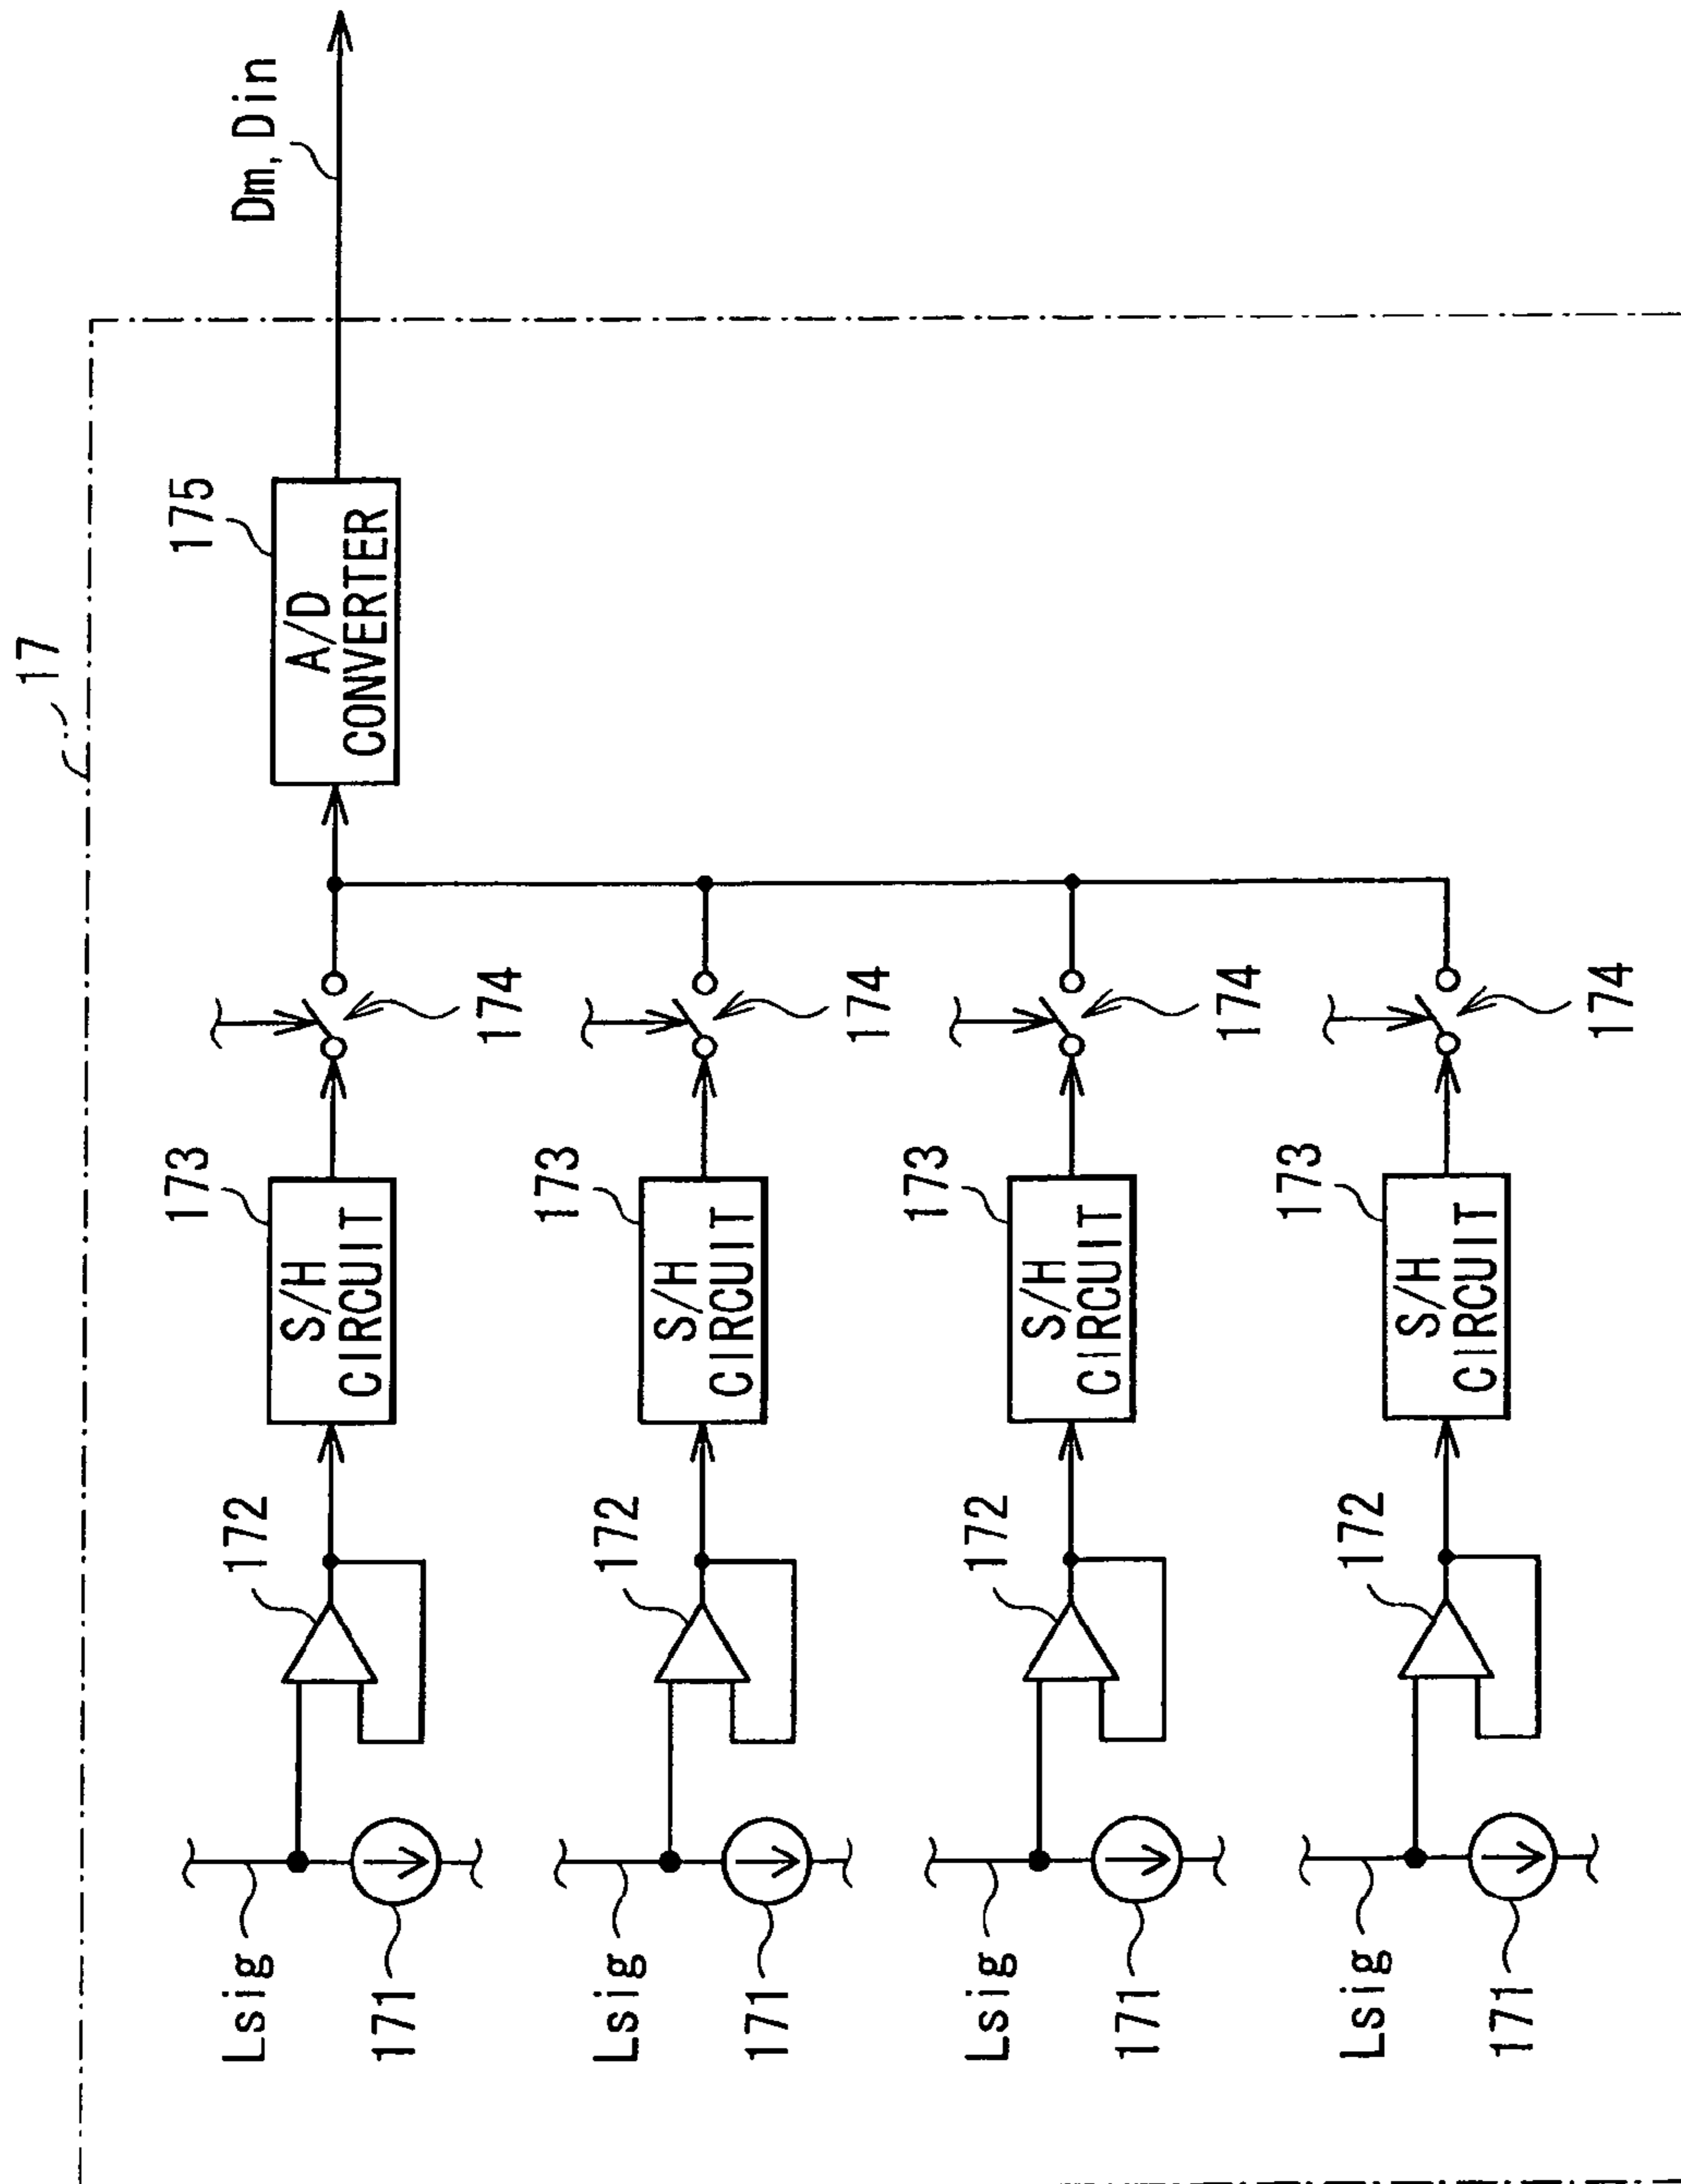 17
Dm, Din
175
A/D
CONVERTER
Lsig
171
172
173
S/H
CIRCUIT
174
Lsig
171
172
173
S/H
CIRCUIT
174
Lsig
171
172
173
S/H
CIRCUIT
174
Lsig
171
172
173
S/H
CIRCUIT
174